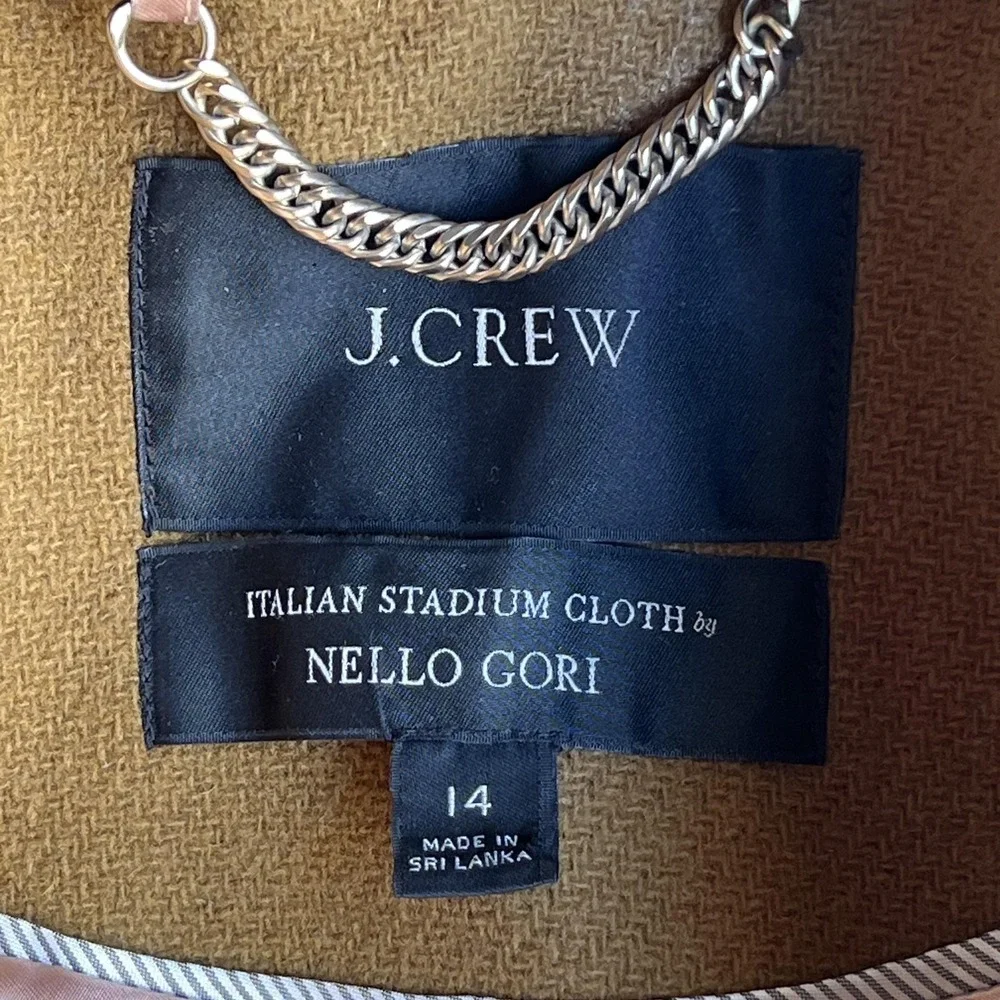 J.CREW
ITALIAN STADIUM CLOTH by
NELLO GORI
14
MADE IN
SRI LANKA